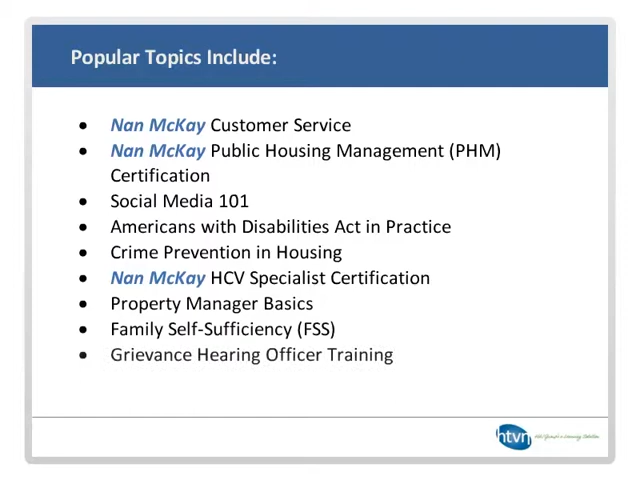 Popular Topics Include:
• Nan McKay Customer Service
• Nan McKay Public Housing Management (PHM)
Certification
• Social Media 101
• Americans with Disabilities Act in Practice
• Crime Prevention in Housing
• Nan McKay HCV Specialist Certification
• Property Manager Basics
• Family Self-Sufficiency (FSS)
• Grievance Hearing Officer Training
htvn